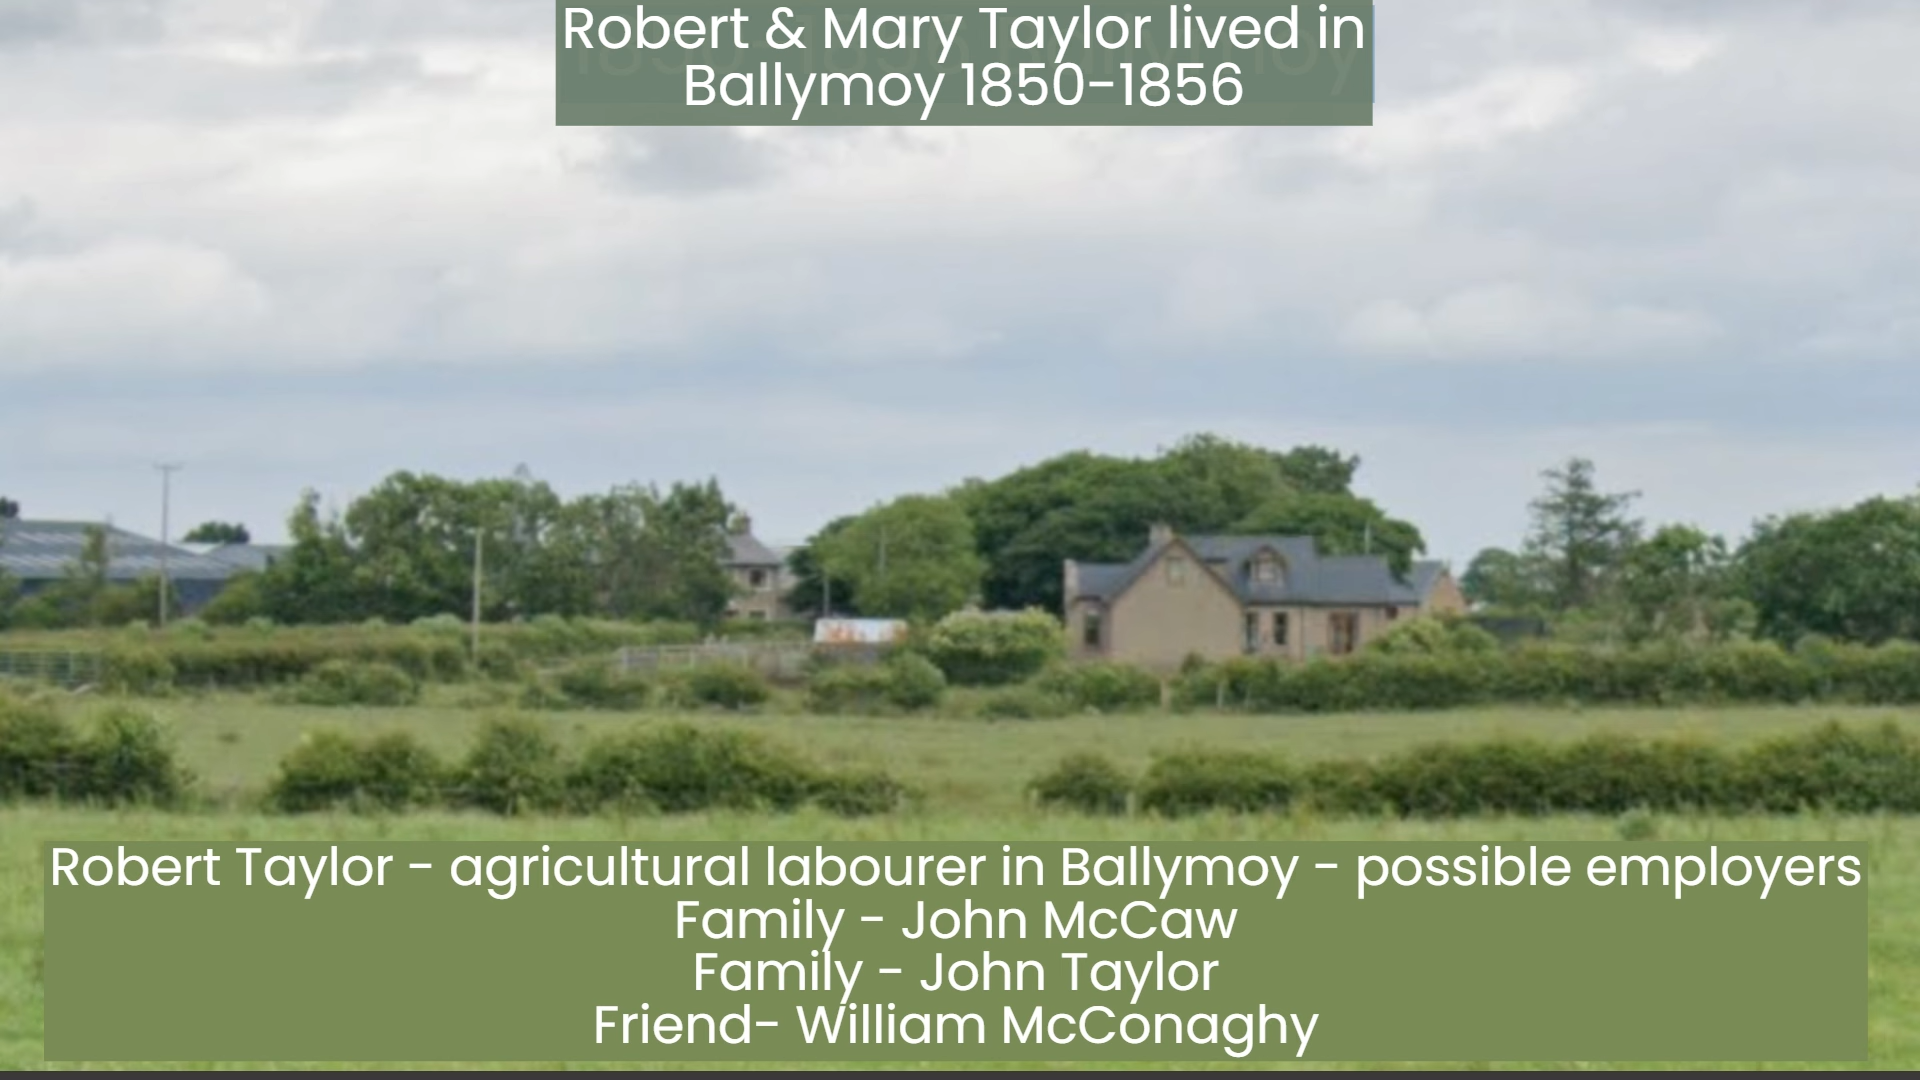 Robert & Mary Taylor lived in
Ballymoy 1850-1856
Robert Taylor - agricultural labourer in Ballymoy - possible employers
Family - John McCaw
Family - John Taylor
Friend- William McConaghy